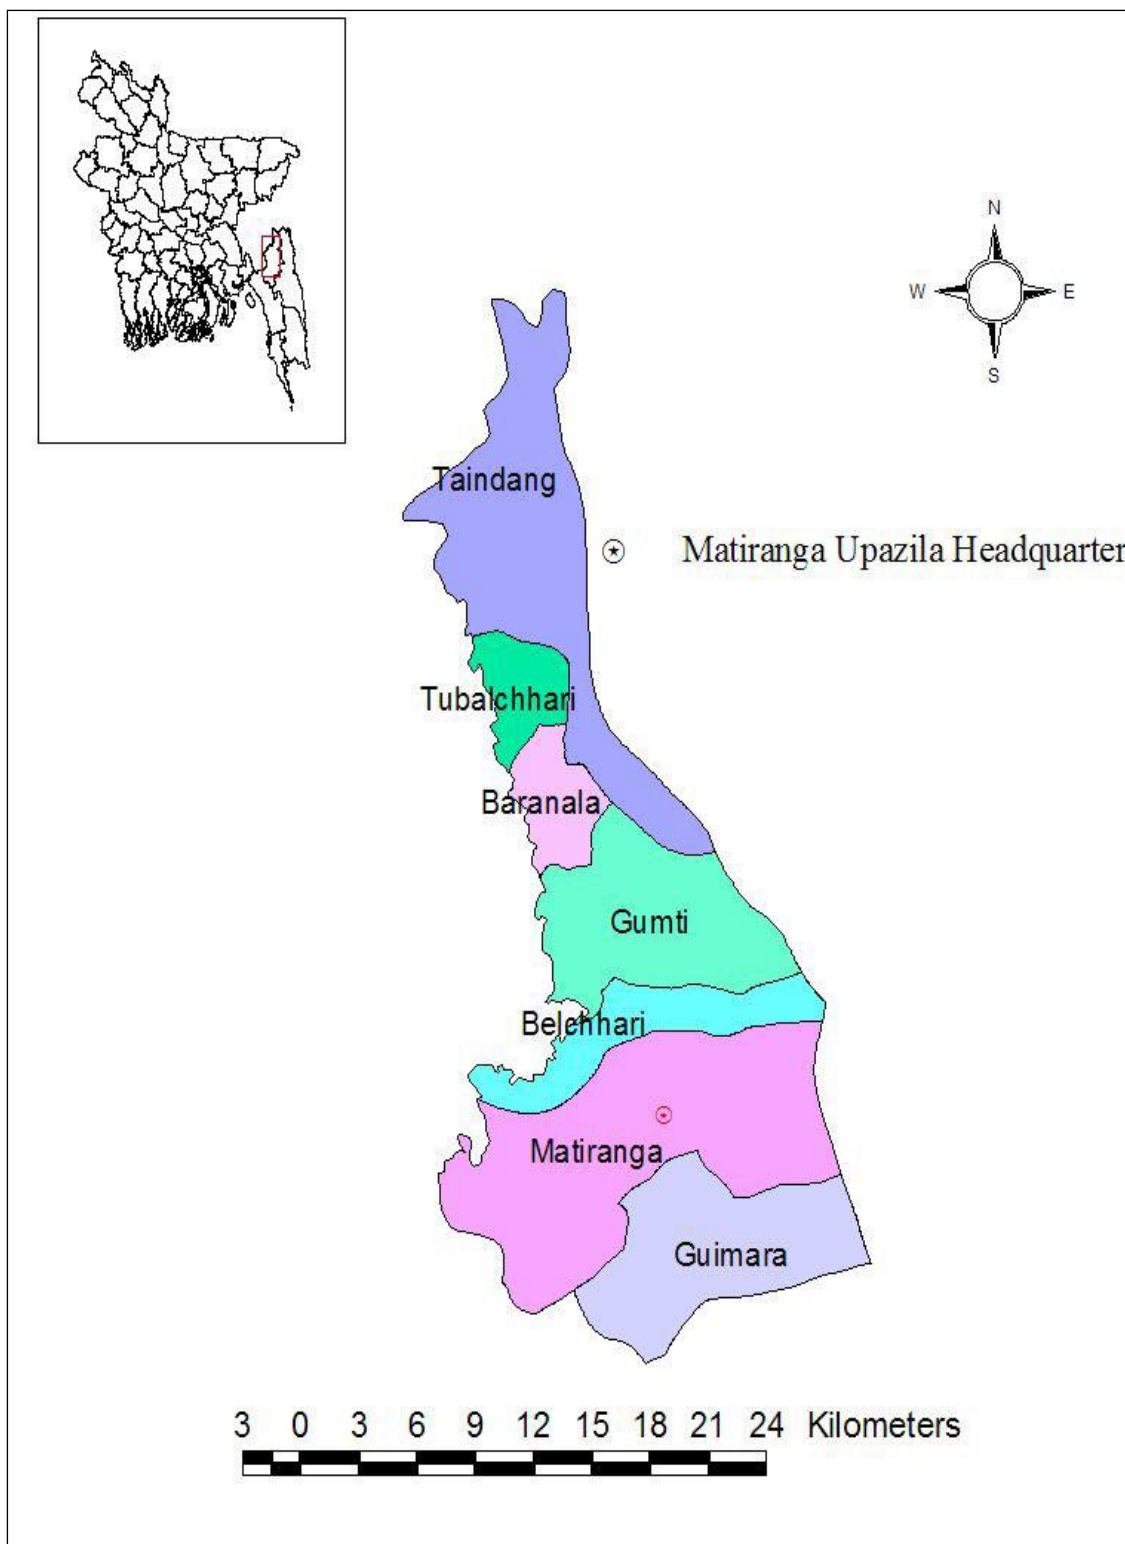 N
W E
S
Taindang
Matiranga Upazila Headquarter
Tubalchhari
Baranala
Gumti
Belchhari
Matiranga
Guimara
3 0 3 6 9 12 15 18 21 24 Kilometers